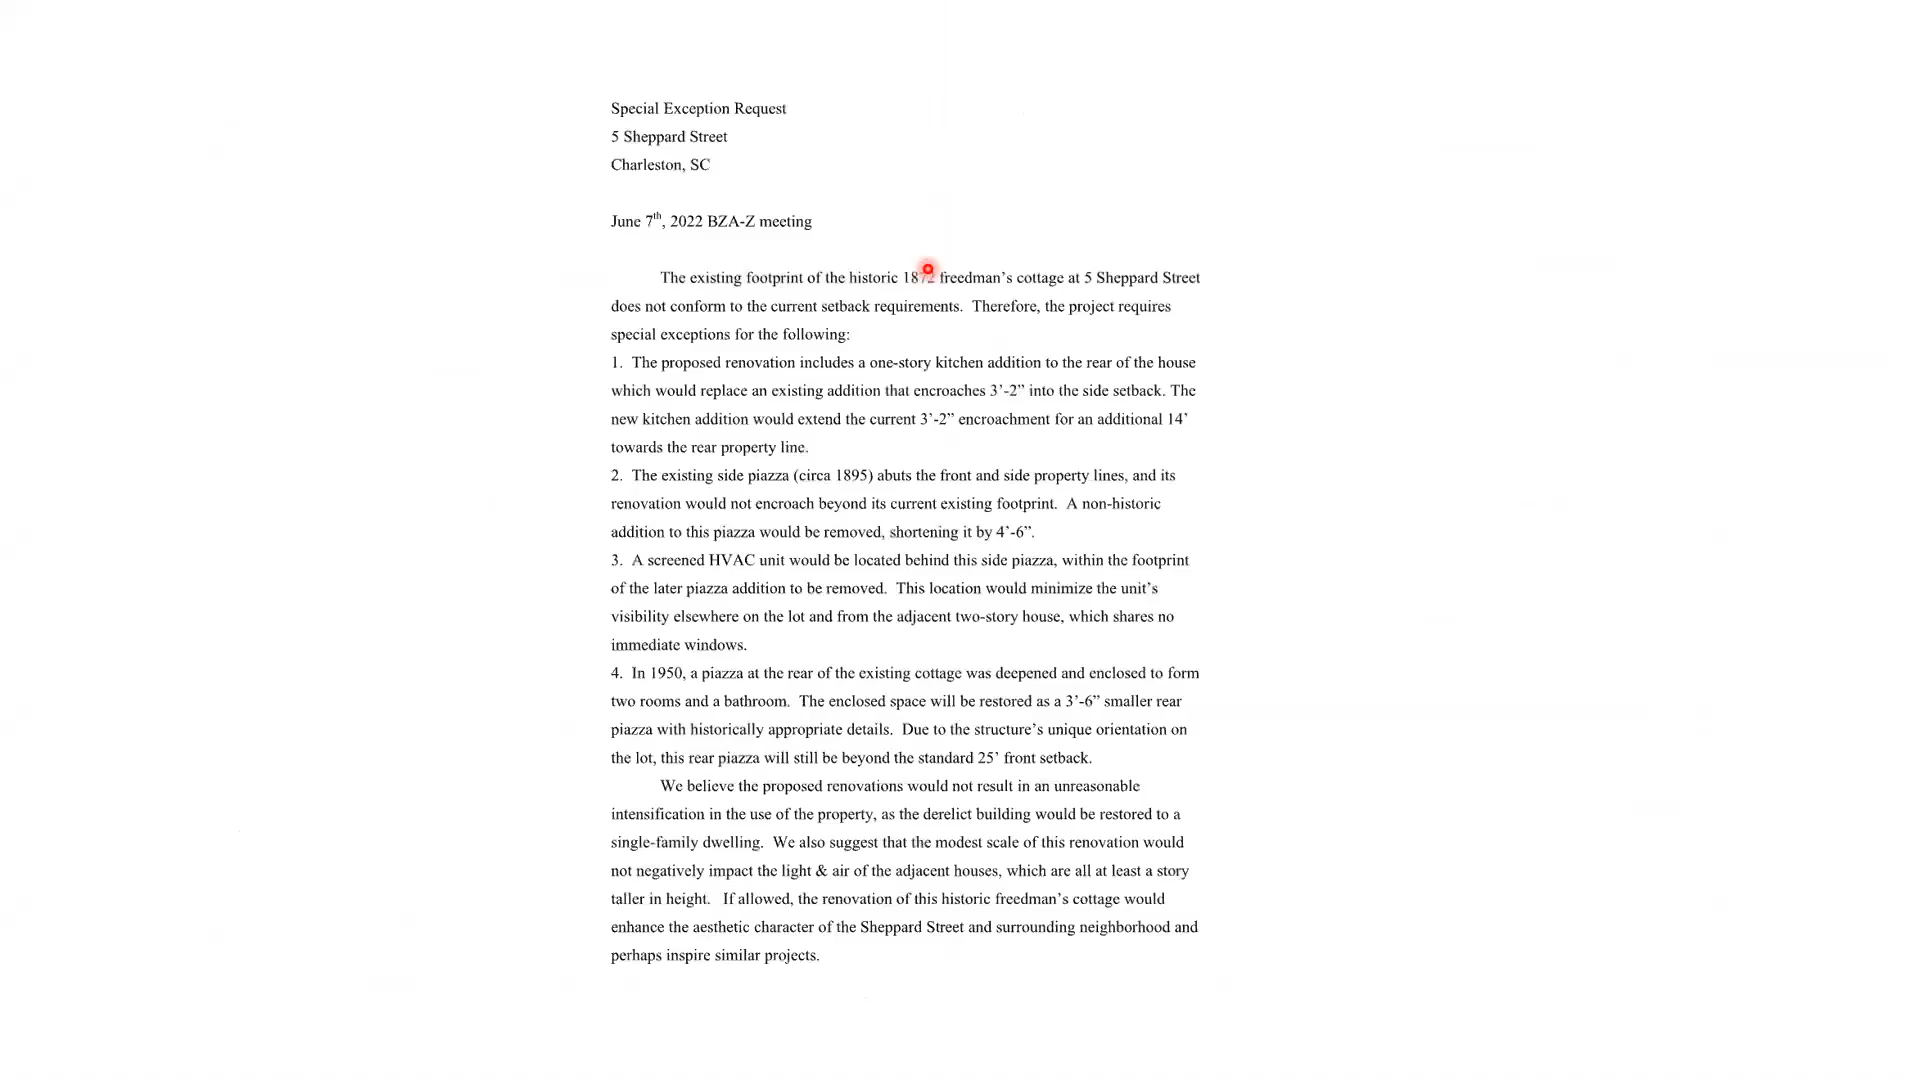 Special Exception Request
5 Sheppard Street
Charleston, SC
June 7th, 2022 BZA-Z meeting
The existing footprint of the historic 1872 freedman’s cottage at 5 Sheppard Street
does not conform to the current setback requirements.  Therefore, the project requires
special exceptions for the following:
1.  The proposed renovation includes a one-story kitchen addition to the rear of the house
which would replace an existing addition that encroaches 3’-2” into the side setback. The
new kitchen addition would extend the current 3’-2” encroachment for an additional 14’
towards the rear property line.
2.  The existing side piazza (circa 1895) abuts the front and side property lines, and its
renovation would not encroach beyond its current existing footprint.  A non-historic
addition to this piazza would be removed, shortening it by 4’-6”.
3.  A screened HVAC unit would be located behind this side piazza, within the footprint
of the later piazza addition to be removed.  This location would minimize the unit’s
visibility elsewhere on the lot and from the adjacent two-story house, which shares no
immediate windows.
4.  In 1950, a piazza at the rear of the existing cottage was deepened and enclosed to form
two rooms and a bathroom.  The enclosed space will be restored as a 3’-6” smaller rear
piazza with historically appropriate details.  Due to the structure’s unique orientation on
the lot, this rear piazza will still be beyond the standard 25’ front setback.
We believe the proposed renovations would not result in an unreasonable
intensification in the use of the property, as the derelict building would be restored to a
single-family dwelling.  We also suggest that the modest scale of this renovation would
not negatively impact the light & air of the adjacent houses, which are all at least a story
taller in height.   If allowed, the renovation of this historic freedman’s cottage would
enhance the aesthetic character of the Sheppard Street and surrounding neighborhood and
perhaps inspire similar projects.